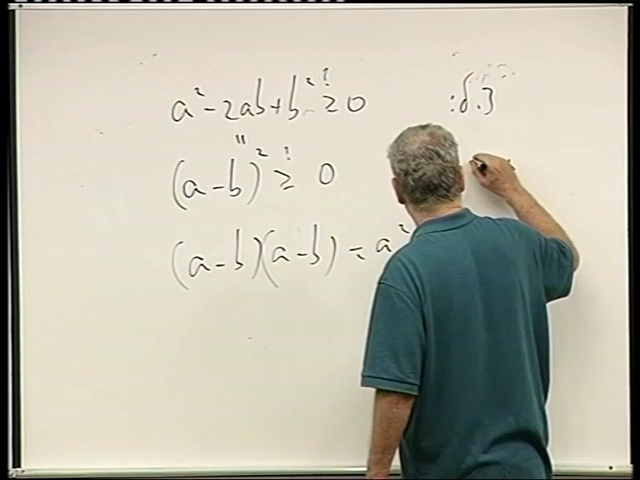 a² - 2ab + b² ≥^? 0
צ.ל:
"
(a-b)² ≥^! 0
(a-b)(a-b) = a²